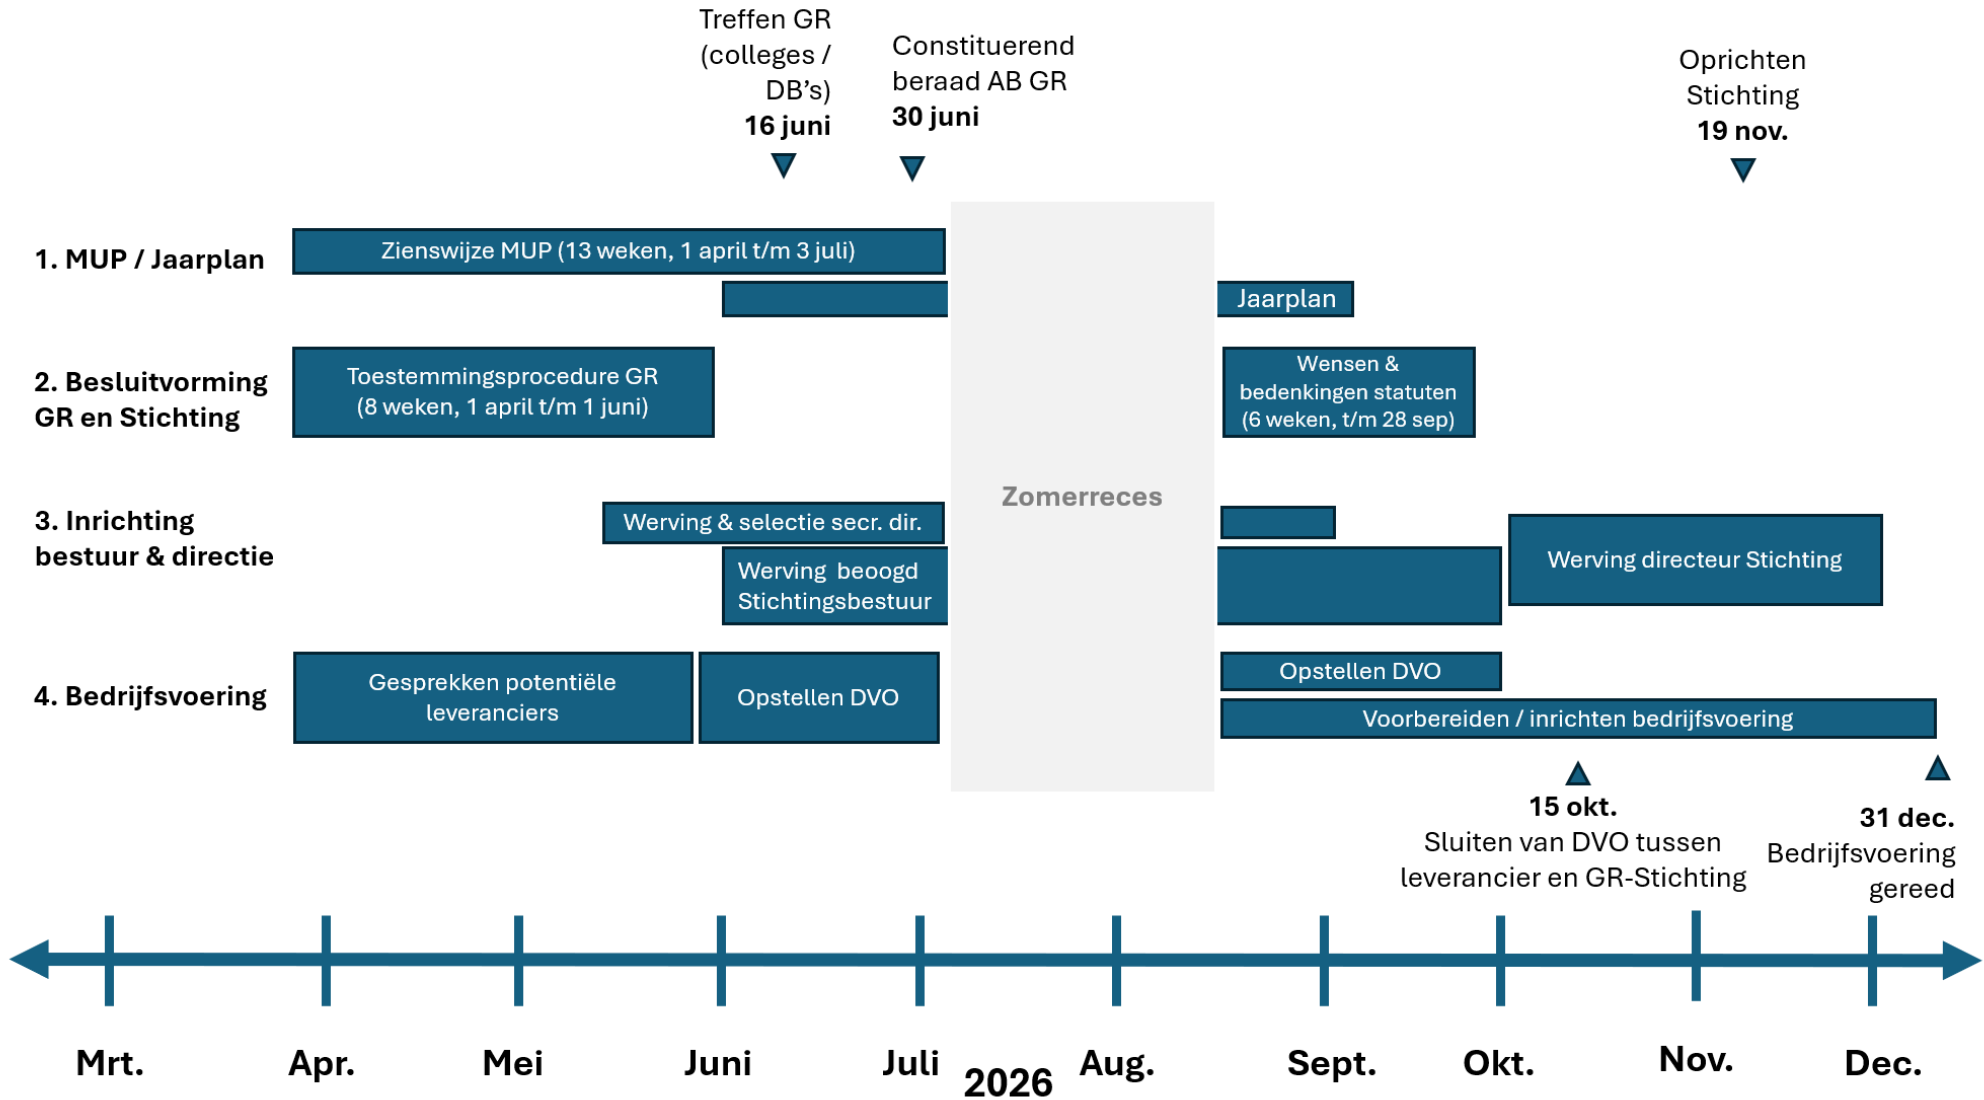 Treffen GR
(colleges /
DB's)
16 juni
Constituerend
beraad AB GR
30 juni
Oprichten
Stichting
19 nov.
1. MUP / Jaarplan
Zienswijze MUP (13 weken, 1 april t/m 3 juli)
Jaarplan
2. Besluitvorming
GR en Stichting
Toestemmingsprocedure GR
(8 weken, 1 april t/m 1 juni)
Wensen &
bedenkingen statuten
(6 weken, t/m 28 sep)
Zomerreces
3. Inrichting
bestuur & directie
Werving & selectie secr. dir.
Werving beoogd
Stichtingsbestuur
Werving directeur Stichting
4. Bedrijfsvoering
Gesprekken potentiële
leveranciers
Opstellen DVO
Opstellen DVO
Voorbereiden / inrichten bedrijfsvoering
15 okt.
Sluiten van DVO tussen
leverancier en GR-Stichting
31 dec.
Bedrijfsvoering
gereed
Mrt.
Apr.
Mei
Juni
Juli
2026
Aug.
Sept.
Okt.
Nov.
Dec.